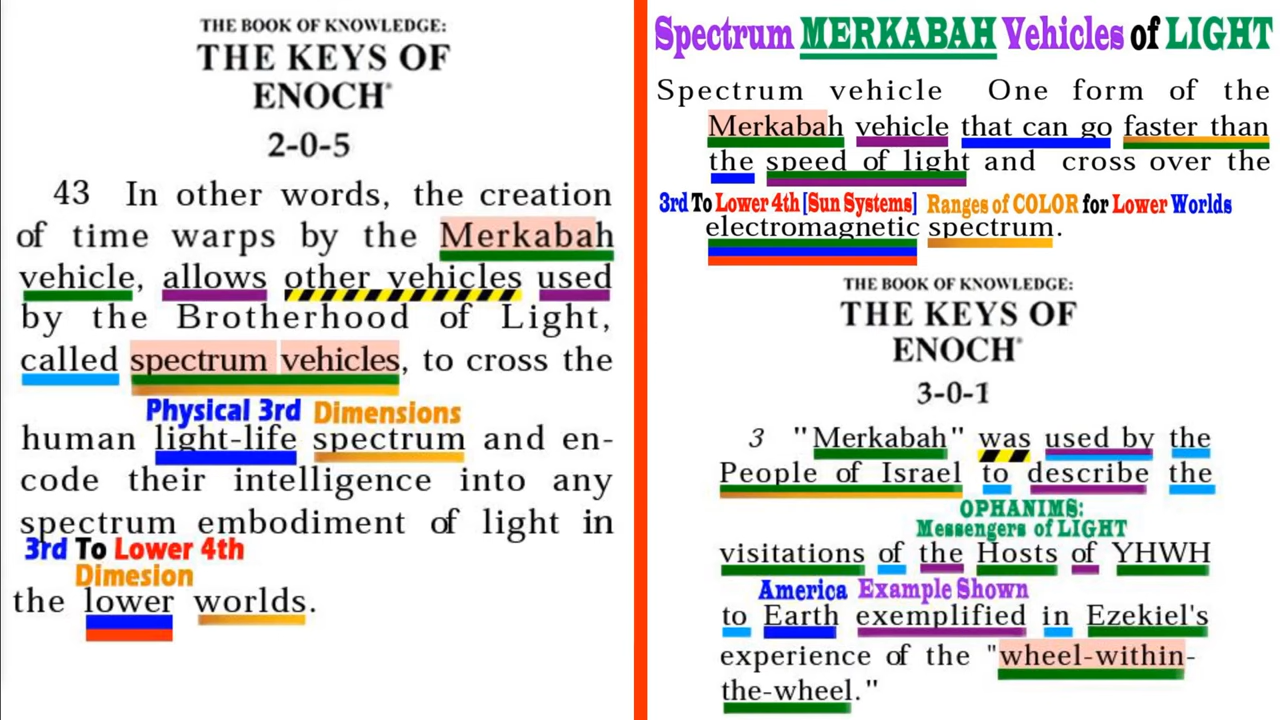 THE BOOK OF KNOWLEDGE:
THE KEYS OF
ENOCH®
2-0-5
43 In other words, the creation
of time warps by the Merkabah
vehicle, allows other vehicles used
by the Brotherhood of Light,
called spectrum vehicles, to cross the
Physical 3rd Dimensions
human light-life spectrum and en-
code their intelligence into any
spectrum embodiment of light in
3rd To Lower 4th
Dimesion
the lower worlds.
Spectrum MERKABAH Vehicles of LIGHT
Spectrum vehicle One form of the
Merkabah vehicle that can go faster than
the speed of light and cross over the
3rd To Lower 4th [Sun Systems] Ranges of COLOR for Lower Worlds
electromagnetic spectrum.
THE BOOK OF KNOWLEDGE:
THE KEYS OF
ENOCH®
3-0-1
3 "Merkabah" was used by the
People of Israel to describe the
OPHANIMS:
Messengers of LIGHT
visitations of the Hosts of YHWH
America Example Shown
to Earth exemplified in Ezekiel's
experience of the "wheel-within-
the-wheel."